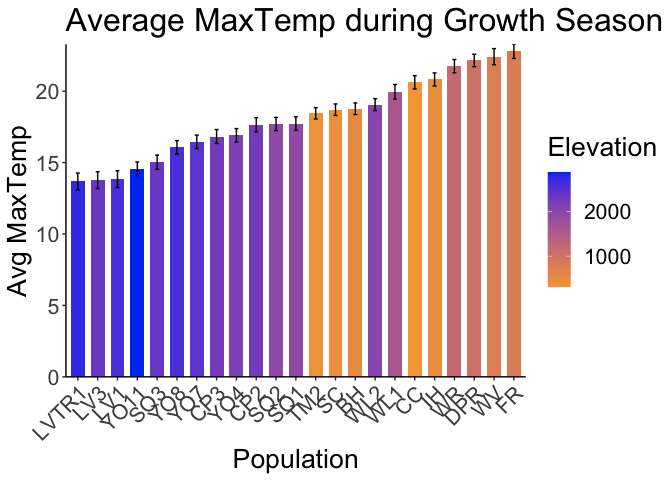 Average MaxTemp during Growth Season
Avg MaxTemp
20
15
10
5
0
LVTR1
LV3
LV1
YO11
SQ3
YO8
YO7
CP3
YO4
CP2
SQ2
SQ1
TM2
SC
BH
WL2
WL1
CC
IH
WR
DPR
WV
FR
Population
Elevation
2000
1000